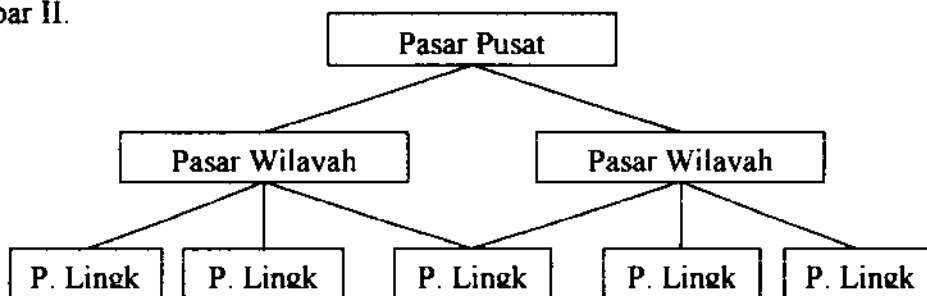 bar II.
Pasar Pusat
Pasar Wilayah Pasar Wilayah
P. Lingk P. Lingk P. Lingk P. Lingk P. Lingk